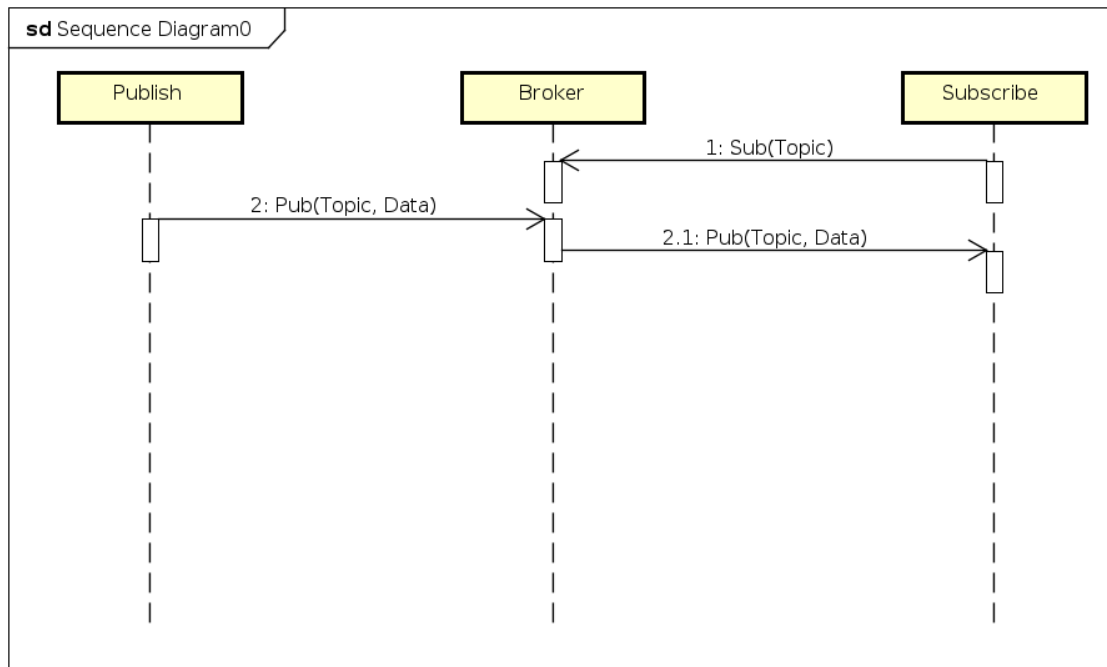 sd Sequence Diagram0
Publish
Broker
Subscribe
1: Sub(Topic)
2: Pub(Topic, Data)
2.1: Pub(Topic, Data)